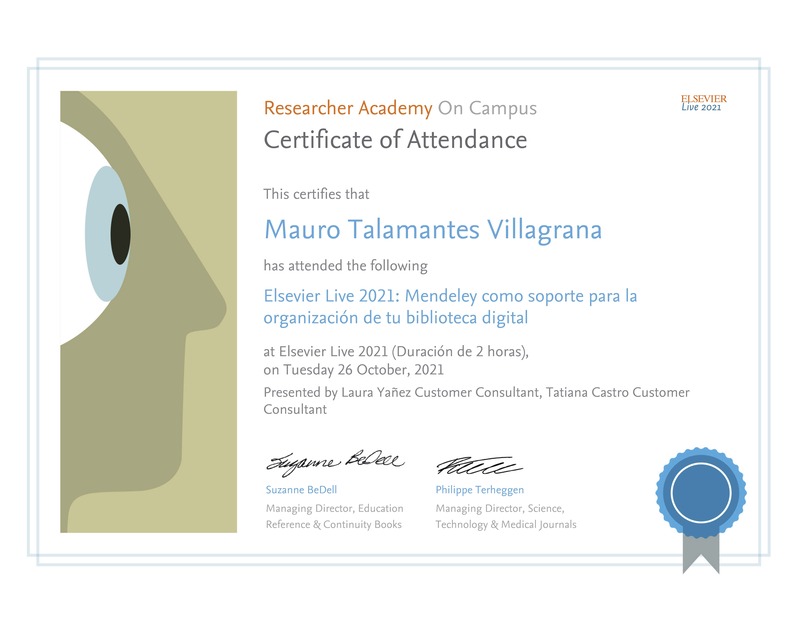 Researcher Academy On Campus
ELSEVIER
Live 2021
Certificate of Attendance
This certifies that
Mauro Talamantes Villagrana
has attended the following
Elsevier Live 2021: Mendeley como soporte para la
organización de tu biblioteca digital
at Elsevier Live 2021 (Duración de 2 horas),
on Tuesday 26 October, 2021
Presented by Laura Yañez Customer Consultant, Tatiana Castro Customer
Consultant
Suzanne BeDell
Suzanne BeDell
Managing Director, Education
Reference & Continuity Books
Philippe Terheggen
Managing Director, Science,
Technology & Medical Journals